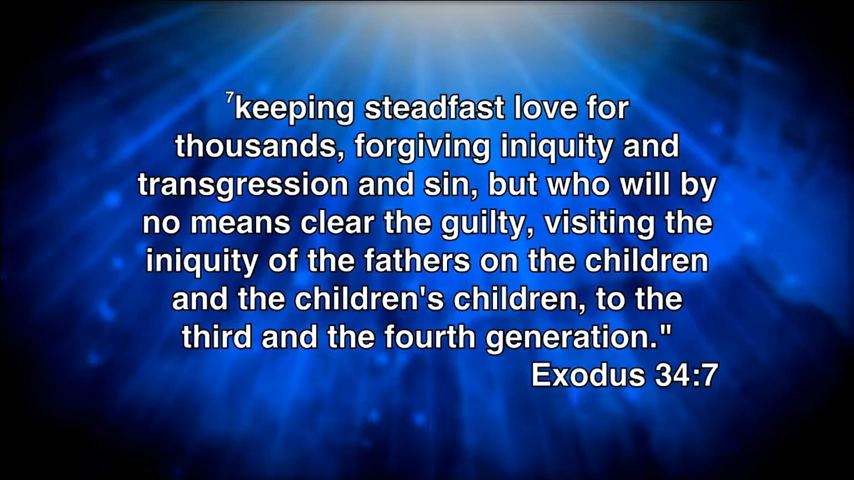 7keeping steadfast love for
thousands, forgiving iniquity and
transgression and sin, but who will by
no means clear the guilty, visiting the
iniquity of the fathers on the children
and the children's children, to the
third and the fourth generation."
Exodus 34:7